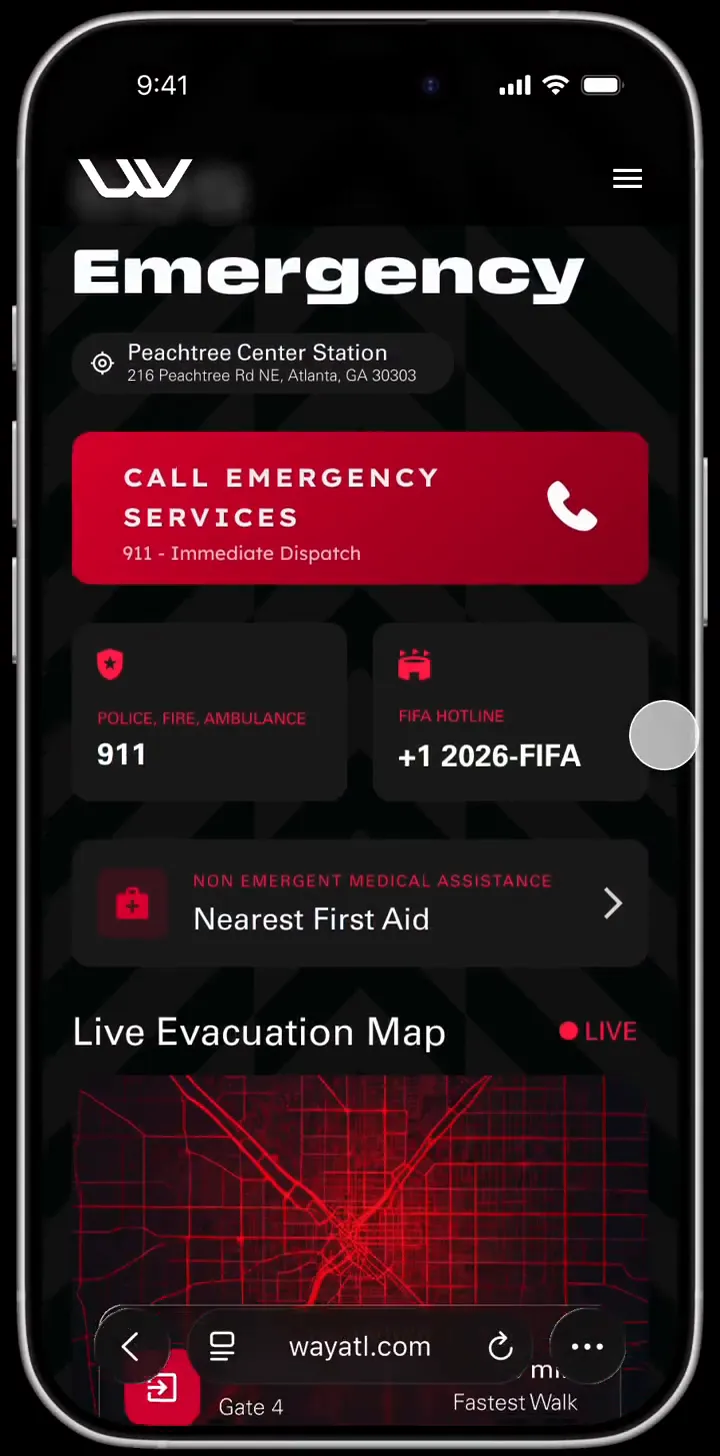 9:41
W
Emergency
Peachtree Center Station
216 Peachtree Rd NE, Atlanta, GA 30303
CALL EMERGENCY
SERVICES
911 - Immediate Dispatch
POLICE, FIRE, AMBULANCE
911
FIFA HOTLINE
+1 2026-FIFA
NON EMERGENT MEDICAL ASSISTANCE
Nearest First Aid
Live Evacuation Map
LIVE
wayatl.com
Gate 4
Fastest Walk